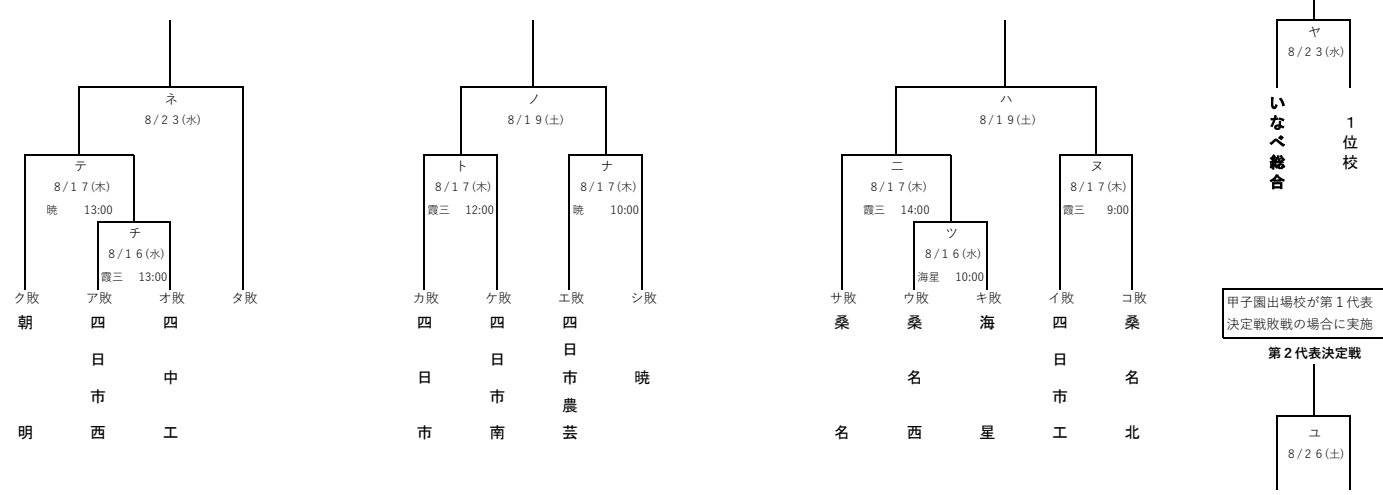 ネ
8/23(水)
テ
8/17(木)
暁 13:00
チ
8/16(水)
霞三 13:00
ク敗
ア敗
オ敗
タ敗
朝明
四日市西
四中工
ノ
8/19(土)
ト
8/17(木)
霞三 12:00
ナ
8/17(木)
暁 10:00
カ敗
ケ敗
エ敗
シ敗
四日市
四日市南
四日市農芸
暁
ハ
8/19(土)
ニ
8/17(木)
霞三 14:00
ツ
8/16(水)
海星 10:00
ヌ
8/17(木)
霞三 9:00
サ敗
ウ敗
キ敗
イ敗
コ敗
桑名
桑名西
海星
四日市工
桑名北
ヤ
8/23(水)
いなべ総合
1位校
甲子園出場校が第1代表
決定戦敗戦の場合に実施
第2代表決定戦
ユ
8/26(土)